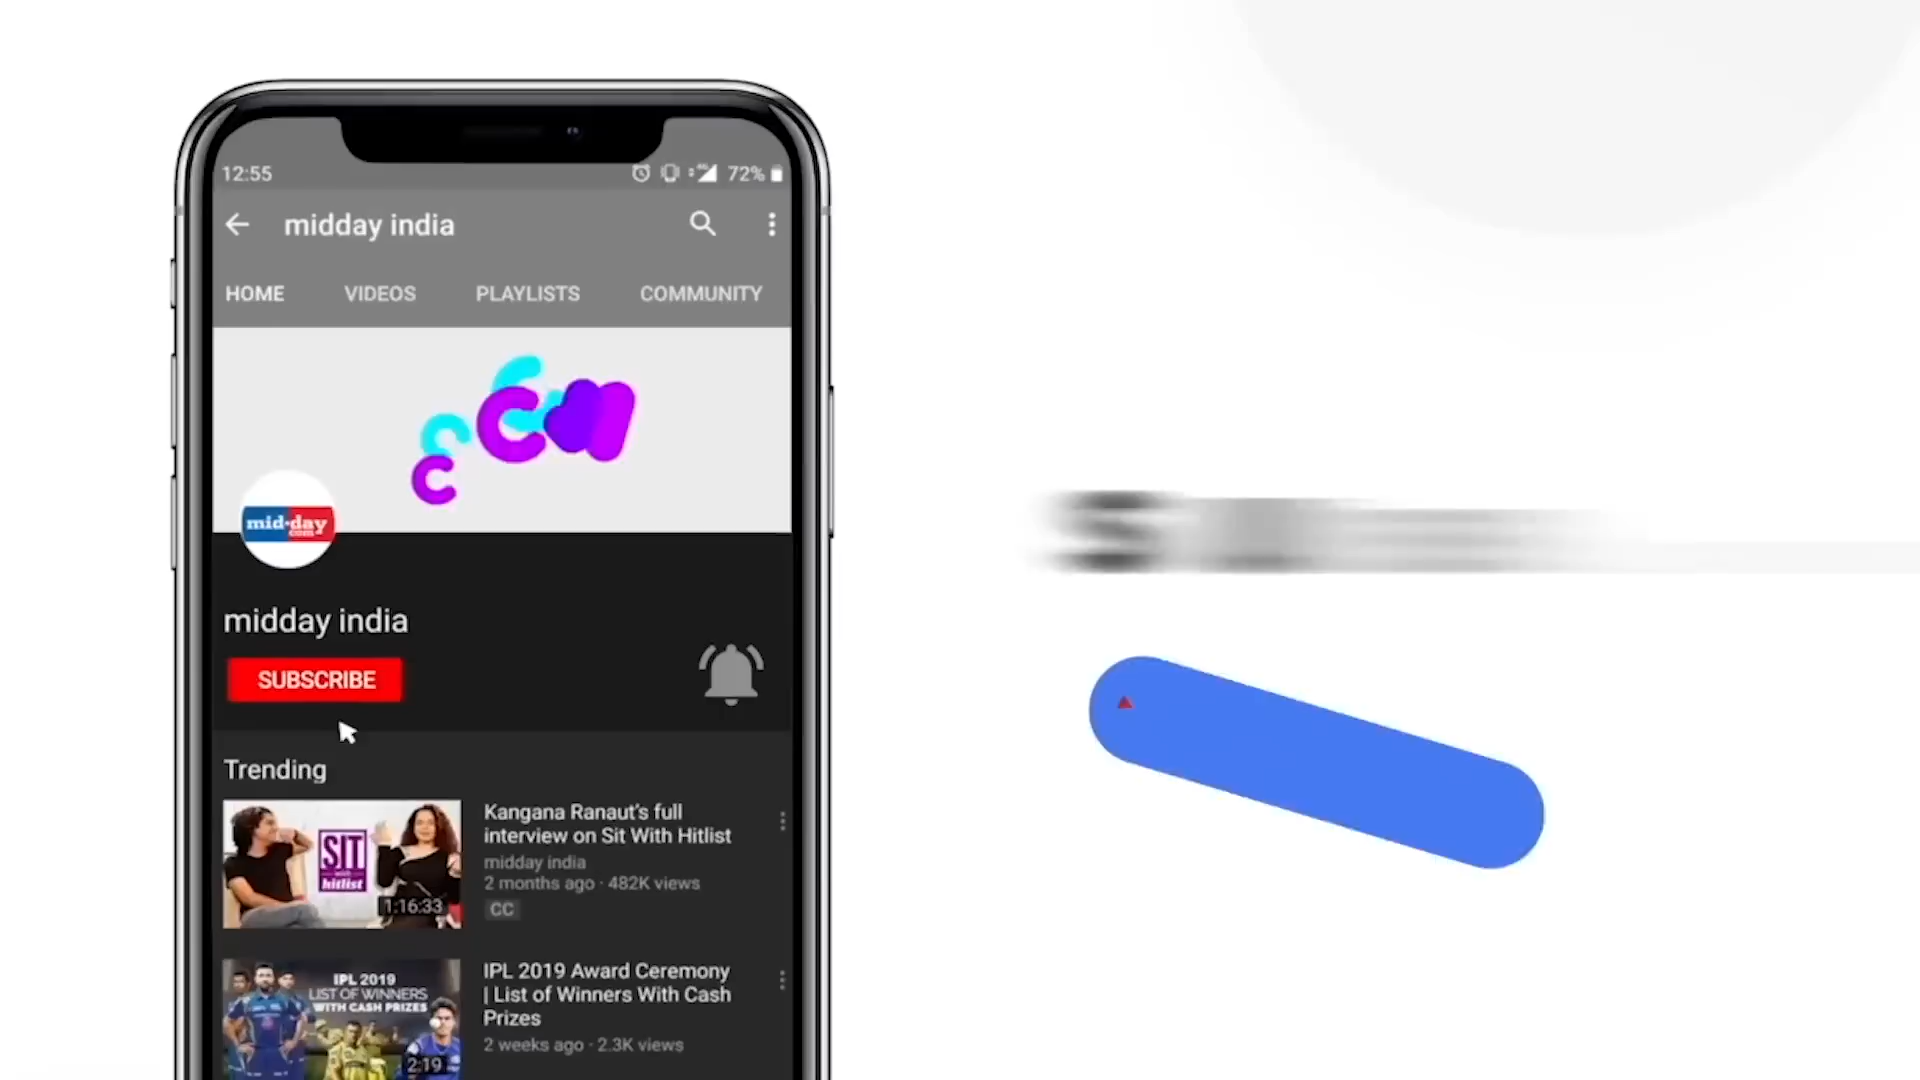 12:55
72%
midday india
HOME VIDEOS PLAYLISTS COMMUNITY
mid-day
com
midday india
SUBSCRIBE
Trending
Kangana Ranaut's full
interview on Sit With Hitlist
midday india
2 months ago · 482K views
CC
SIT
with
hitlist
1:16:33
IPL 2019 Award Ceremony
| List of Winners With Cash
Prizes
2 weeks ago · 2.3K views
IPL 2019
LIST OF WINNERS
WITH CASH PRIZES
2:19